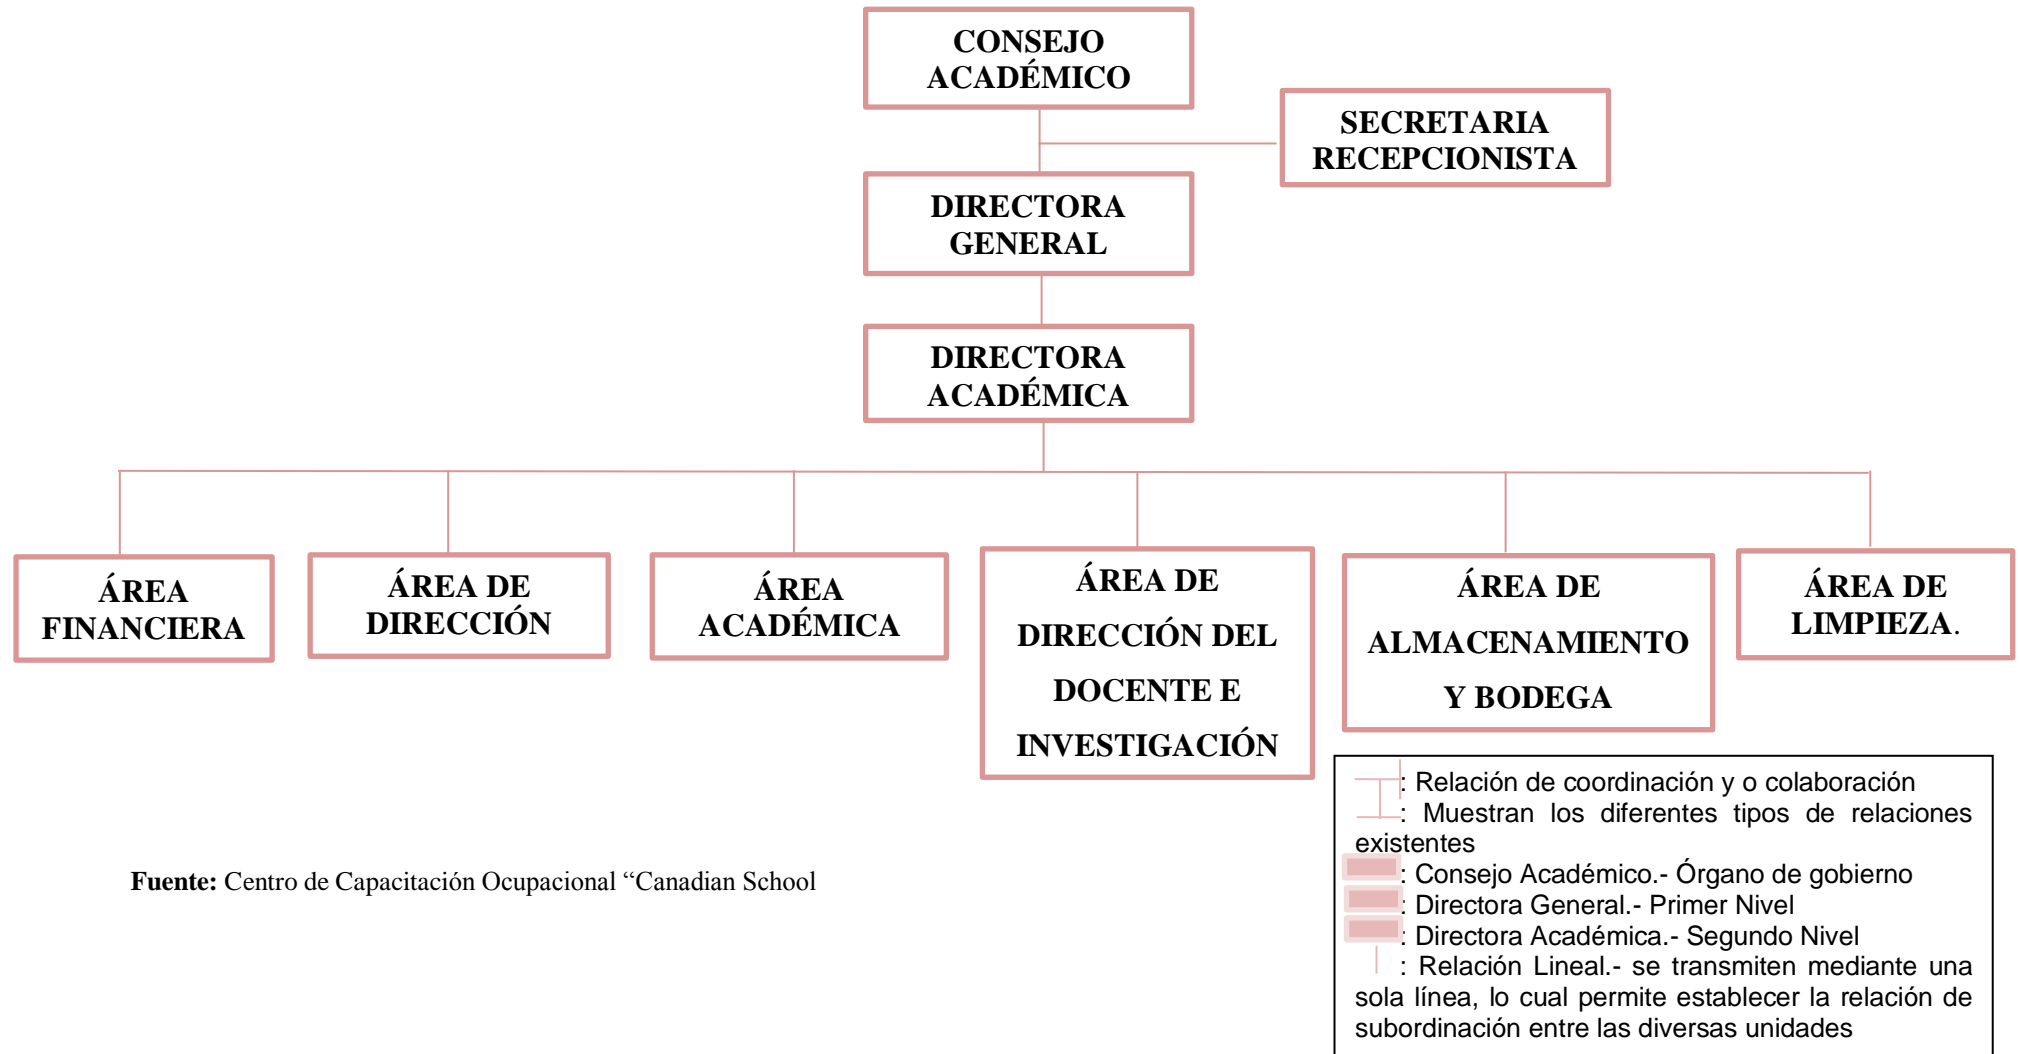 CONSEJO
ACADÉMICO
SECRETARIA
RECEPCIONISTA
DIRECTORA
GENERAL
DIRECTORA
ACADÉMICA
ÁREA
FINANCIERA
ÁREA DE
DIRECCIÓN
ÁREA
ACADÉMICA
ÁREA DE
DIRECCIÓN DEL
DOCENTE E
INVESTIGACIÓN
ÁREA DE
ALMACENAMIENTO
Y BODEGA
ÁREA DE
LIMPIEZA.
: Relación de coordinación y o colaboración
: Muestran los diferentes tipos de relaciones
existentes
: Consejo Académico.- Órgano de gobierno
: Directora General.- Primer Nivel
: Directora Académica.- Segundo Nivel
: Relación Lineal.- se transmiten mediante una
sola línea, lo cual permite establecer la relación de
subordinación entre las diversas unidades
Fuente: Centro de Capacitación Ocupacional “Canadian School